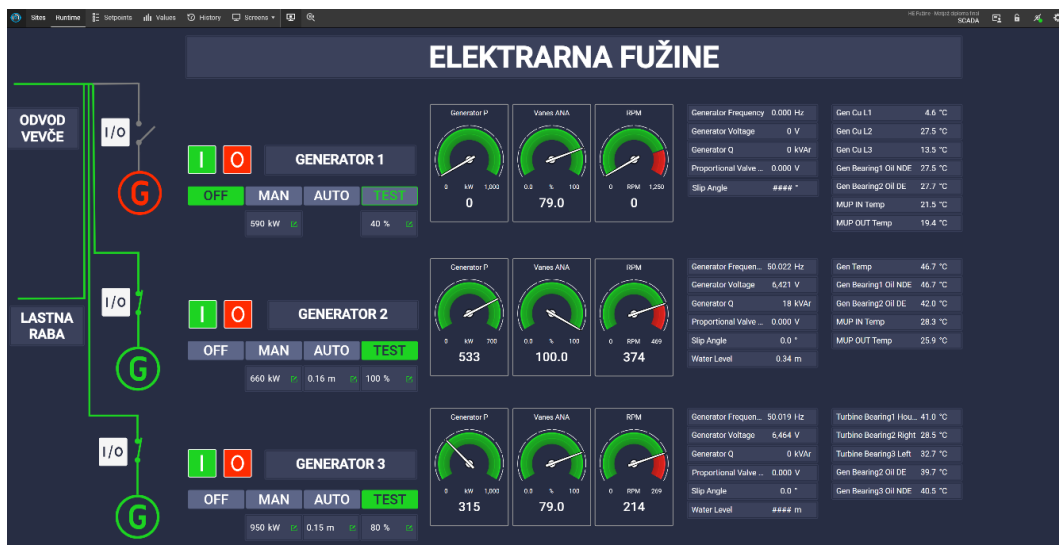 Sites Runtime Setpoints Values History Screens
SCADA
ELEKTRARNA FUŽINE
ODVOD
VEVČE
I/O
G
I O GENERATOR 1
OFF MAN AUTO TEST
590 kW 40 %
Generator P
0 kW 1,000
0
Vanes ANA
0.0 % 100
79.0
RPM
0 RPM 1,250
0
Generator Frequency 0.000 Hz
Generator Voltage 0 V
Generator Q 0 kVAr
Proportional Valve ... 0.000 V
Slip Angle #### °
Gen Cu L1 4.6 °C
Gen Cu L2 27.5 °C
Gen Cu L3 13.5 °C
Gen Bearing1 Oil NDE 27.5 °C
Gen Bearing2 Oil DE 27.7 °C
MUP IN Temp 21.5 °C
MUP OUT Temp 19.4 °C
LASTNA
RABA
I/O
G
I O GENERATOR 2
OFF MAN AUTO TEST
660 kW 0.16 m 100 %
Generator P
0 kW 700
533
Vanes ANA
0.0 % 100
100.0
RPM
0 RPM 469
374
Generator Frequen... 50.022 Hz
Generator Voltage 6,421 V
Generator Q 18 kVAr
Proportional Valve ... 0.000 V
Slip Angle 0.0 °
Water Level 0.34 m
Gen Temp 46.7 °C
Gen Bearing1 Oil NDE 46.7 °C
Gen Bearing2 Oil DE 42.0 °C
MUP IN Temp 28.3 °C
MUP OUT Temp 25.9 °C
I/O
G
I O GENERATOR 3
OFF MAN AUTO TEST
950 kW 0.15 m 80 %
Generator P
0 kW 1,000
315
Vanes ANA
0.0 % 100
79.0
RPM
0 RPM 269
214
Generator Frequen... 50.019 Hz
Generator Voltage 6,464 V
Generator Q 0 kVAr
Proportional Valve ... 0.000 V
Slip Angle 0.0 °
Water Level #### m
Turbine Bearing1 Hou... 41.0 °C
Turbine Bearing2 Right 28.5 °C
Turbine Bearing3 Left 32.7 °C
Gen Bearing2 Oil DE 39.7 °C
Gen Bearing3 Oil NDE 40.5 °C